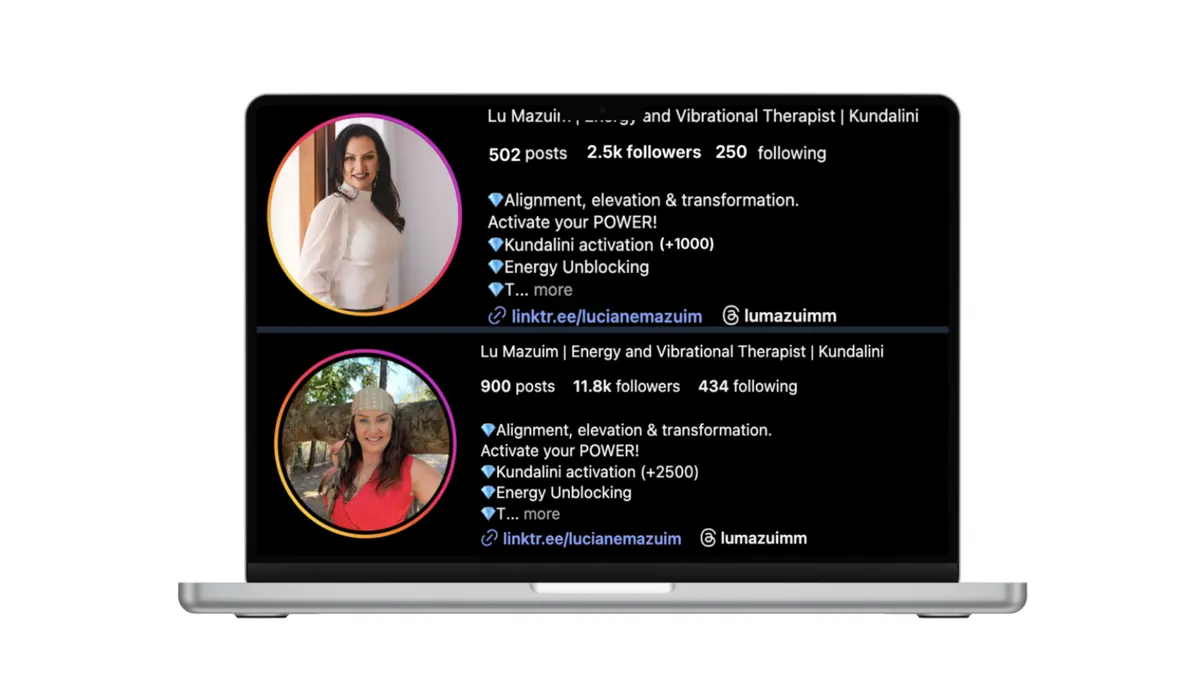 Lu Mazuim | Energy and Vibrational Therapist | Kundalini
502 posts 2.5k followers 250 following
💎Alignment, elevation & transformation.
Activate your POWER!
💎Kundalini activation (+1000)
💎Energy Unblocking
💎T... more
linktr.ee/lucianemazuim lumazuimm
Lu Mazuim | Energy and Vibrational Therapist | Kundalini
900 posts 11.8k followers 434 following
💎Alignment, elevation & transformation.
Activate your POWER!
💎Kundalini activation (+2500)
💎Energy Unblocking
💎T... more
linktr.ee/lucianemazuim lumazuimm